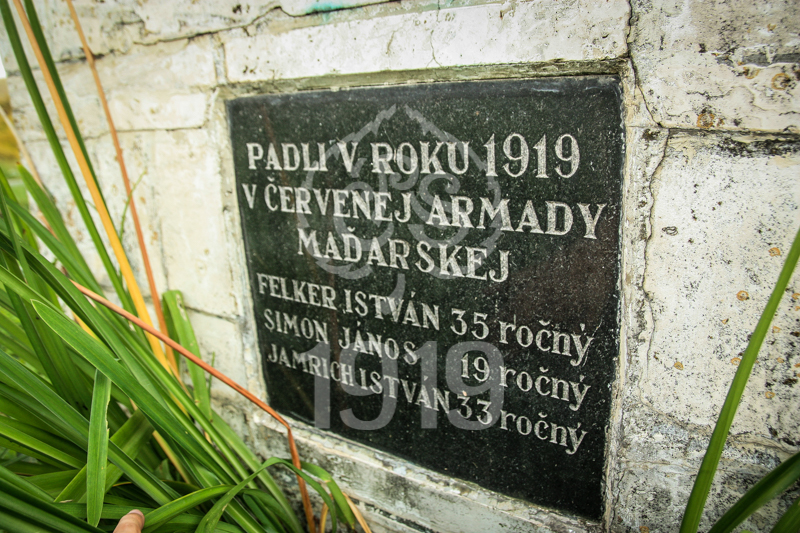 PADLI V ROKU 1919
V ČERVENEJ ARMADY
MAĎARSKEJ
FELKER ISTVÁN 35 ročný
SIMON JÁNOS 19 ročný
JAMRICH ISTVÁN 33 ročný
1919